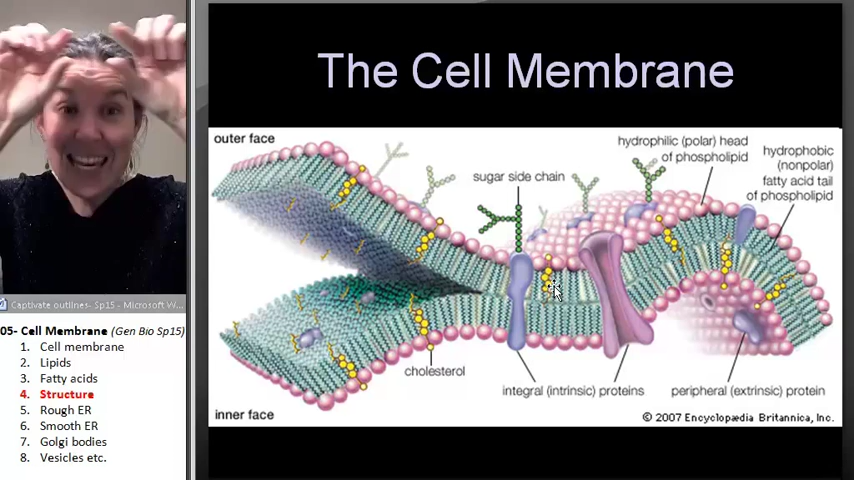 The Cell Membrane
outer face
hydrophilic (polar) head
of phospholipid
hydrophobic
(nonpolar)
fatty acid tail
of phospholipid
sugar side chain
cholesterol
integral (intrinsic) proteins
peripheral (extrinsic) protein
inner face
© 2007 Encyclopædia Britannica, Inc.
Captivate outlines- Sp15 - Microsoft W...
05- Cell Membrane (Gen Bio Sp15)
1. Cell membrane
2. Lipids
3. Fatty acids
4. Structure
5. Rough ER
6. Smooth ER
7. Golgi bodies
8. Vesicles etc.